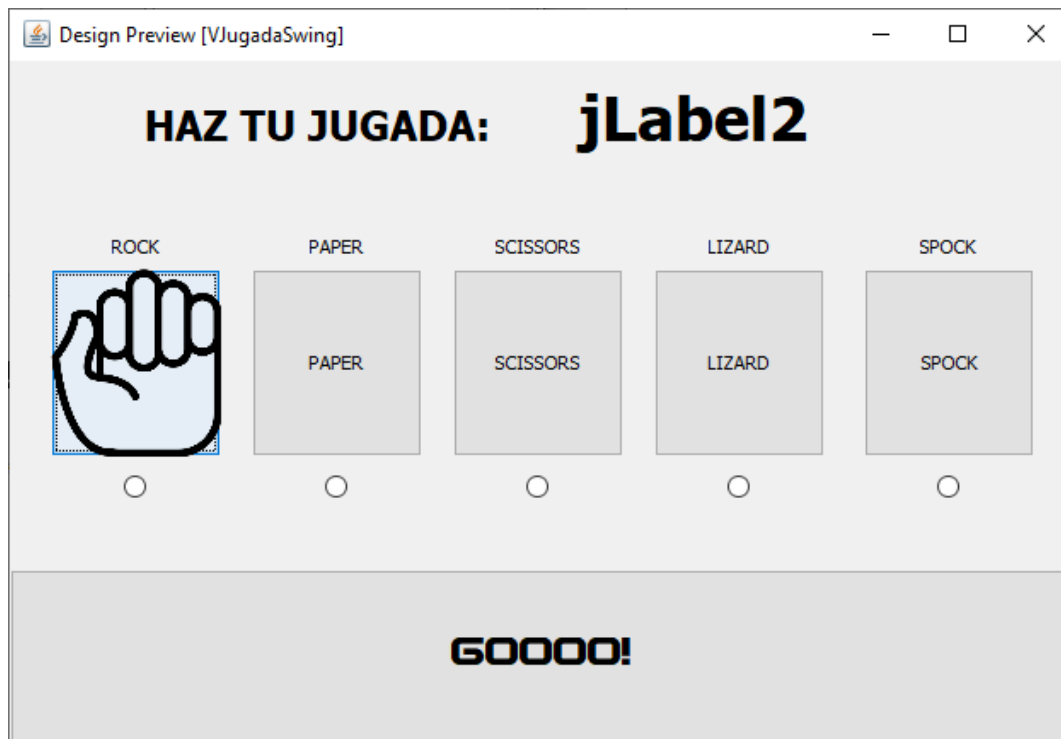 Design Preview [VJugadaSwing]
HAZ TU JUGADA: jLabel2
ROCK PAPER SCISSORS LIZARD SPOCK
PAPER SCISSORS LIZARD SPOCK
GOOOO!